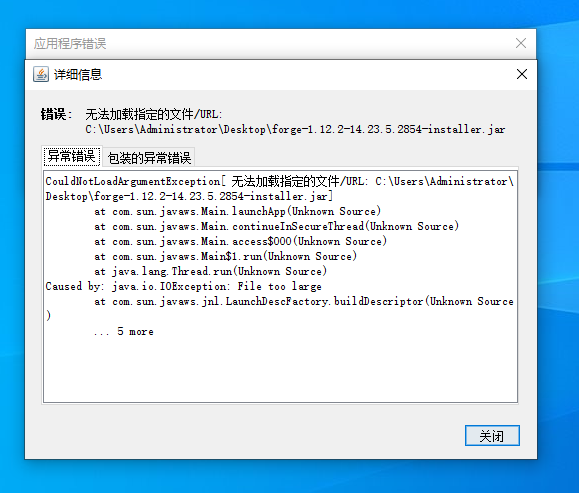 应用程序错误
详细信息
错误: 无法加载指定的文件/URL:
C:\Users\Administrator\Desktop\forge-1.12.2-14.23.5.2854-installer.jar
异常错误 包装的异常错误
CouldNotLoadArgumentException[ 无法加载指定的文件/URL: C:\Users\Administrator\
Desktop\forge-1.12.2-14.23.5.2854-installer.jar]
at com.sun.javaws.Main.launchApp(Unknown Source)
at com.sun.javaws.Main.continueInSecureThread(Unknown Source)
at com.sun.javaws.Main.access$000(Unknown Source)
at com.sun.javaws.Main$1.run(Unknown Source)
at java.lang.Thread.run(Unknown Source)
Caused by: java.io.IOException: File too large
at com.sun.javaws.jnl.LaunchDescFactory.buildDescriptor(Unknown Source
)
... 5 more
关闭